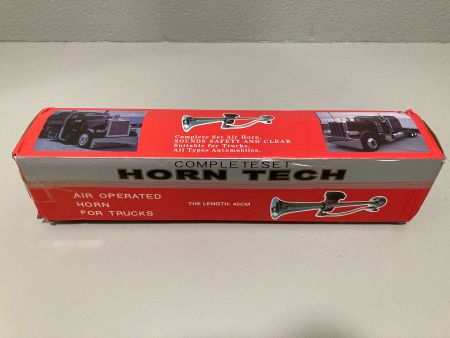 Complete Set Air Horn.
SOUNDS SAFETY AND CLEAR
Suitable for Trucks.
All Types Automobiles.
COMPLETESET
HORN TECH
AIR OPERATED
HORN
FOR TRUCKS
THE LENGTH: 45CM